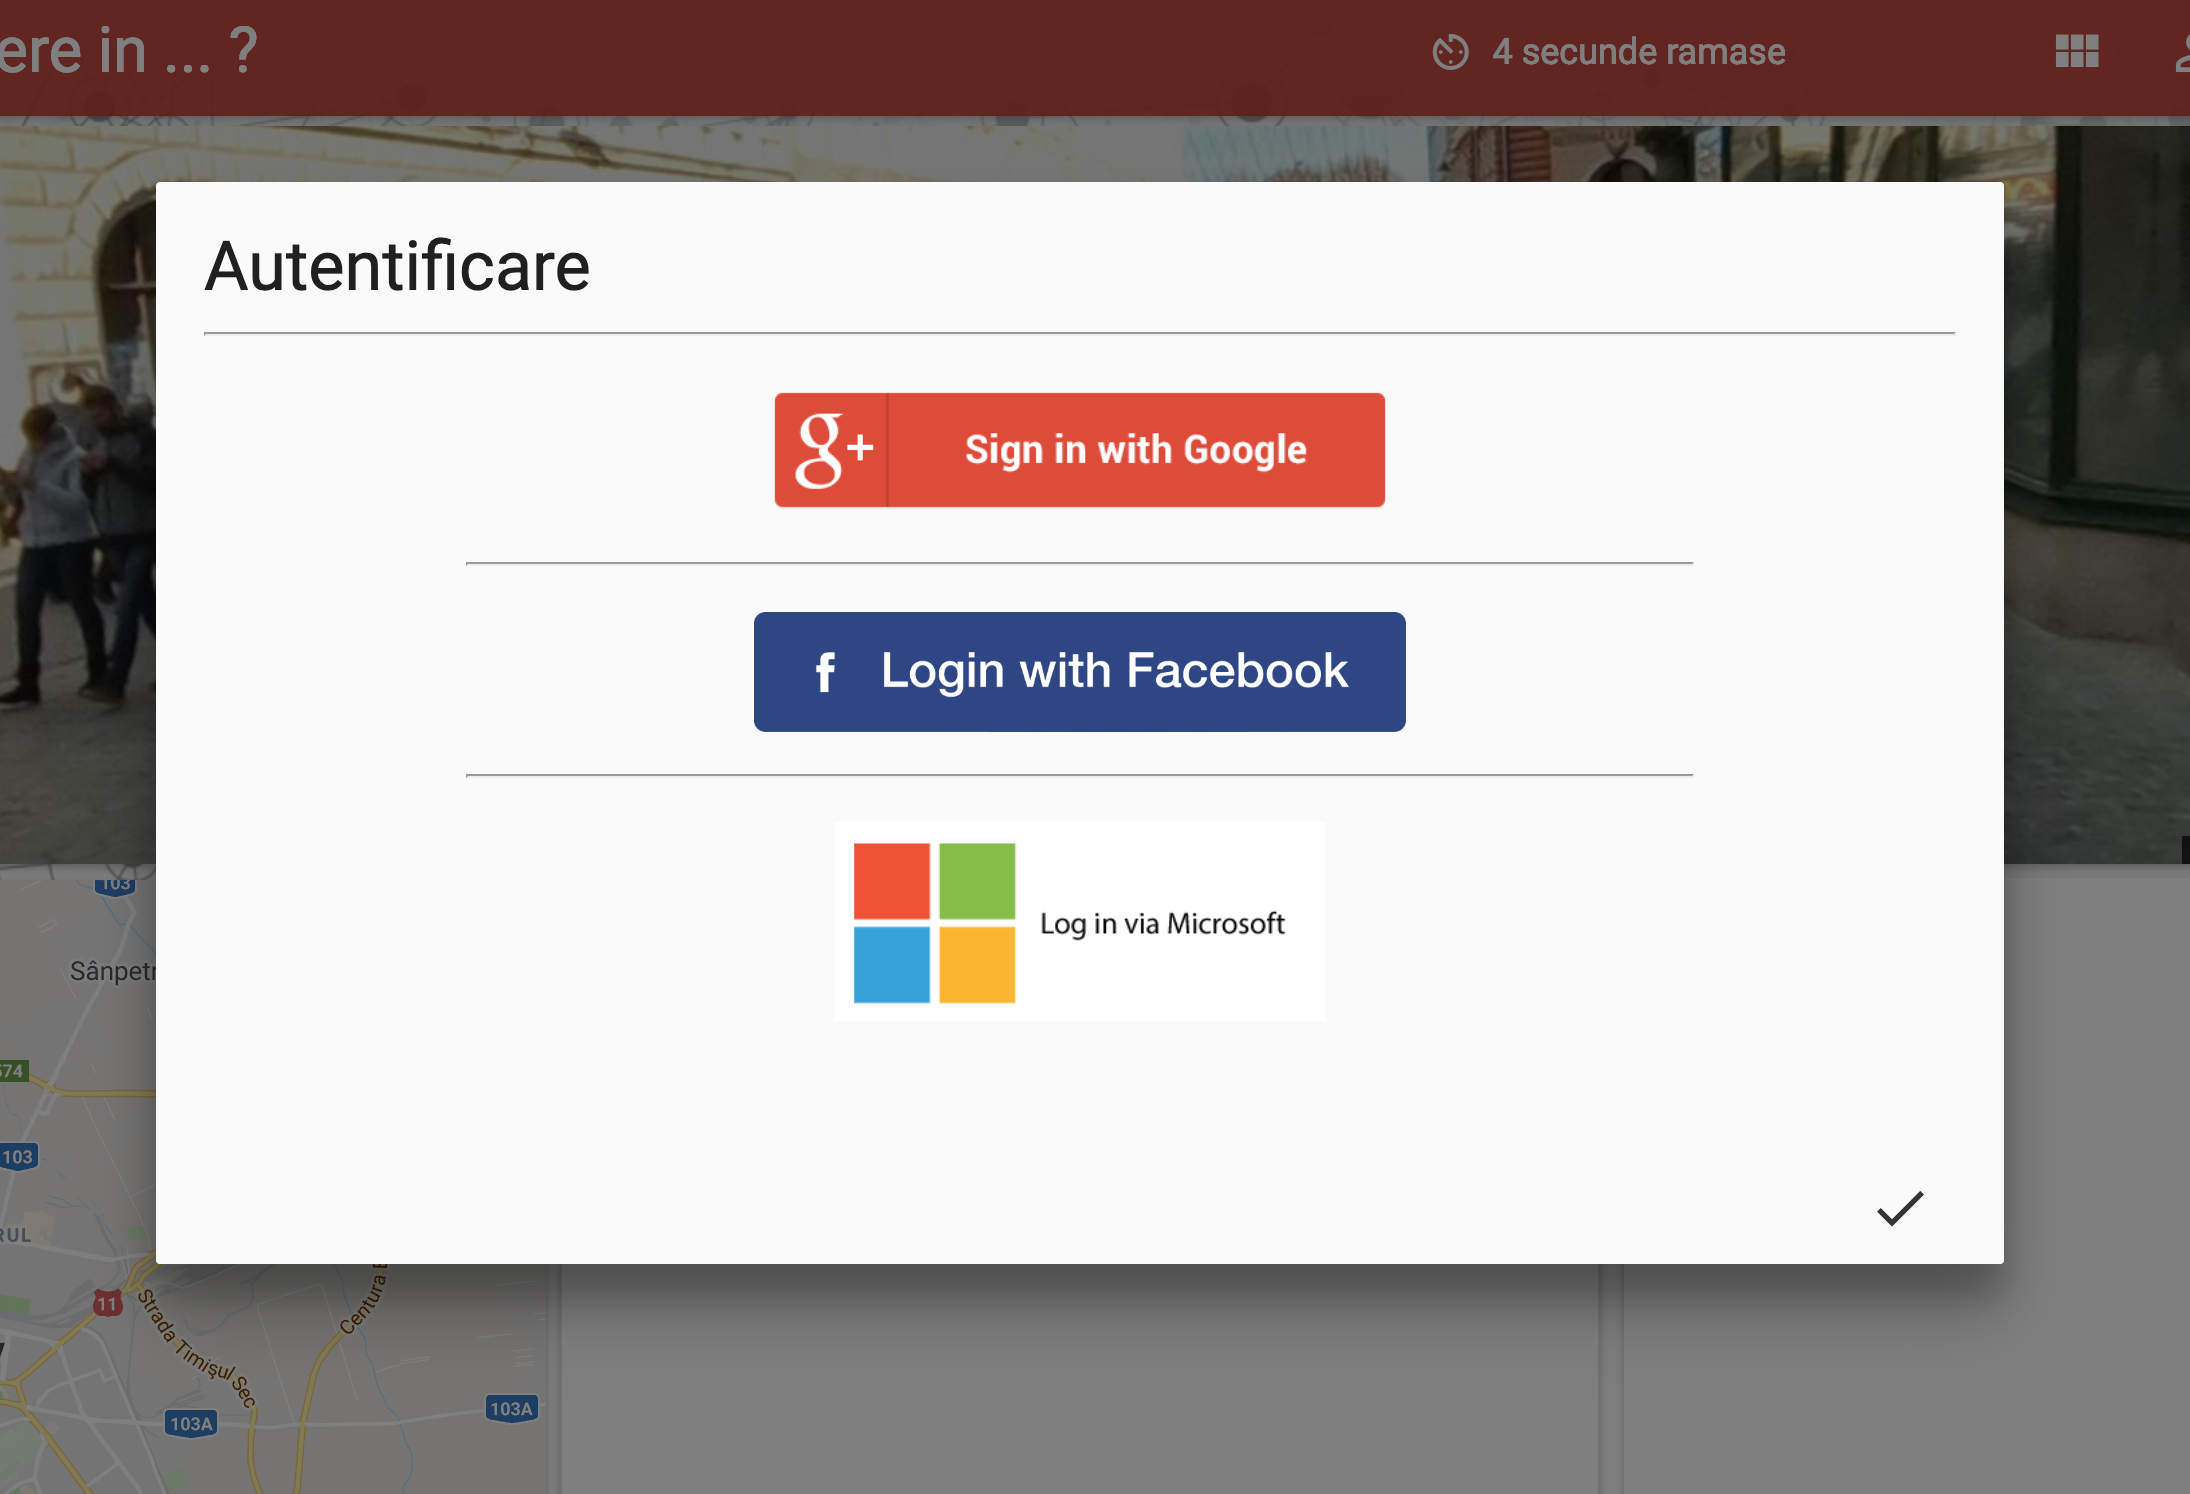 ere in ... ?
4 secunde ramase
Autentificare
g+ Sign in with Google
f Login with Facebook
Log in via Microsoft
103
Sânpetr
574
103
RUL
11
Strada Timișul Sec
Centura
103A
103A